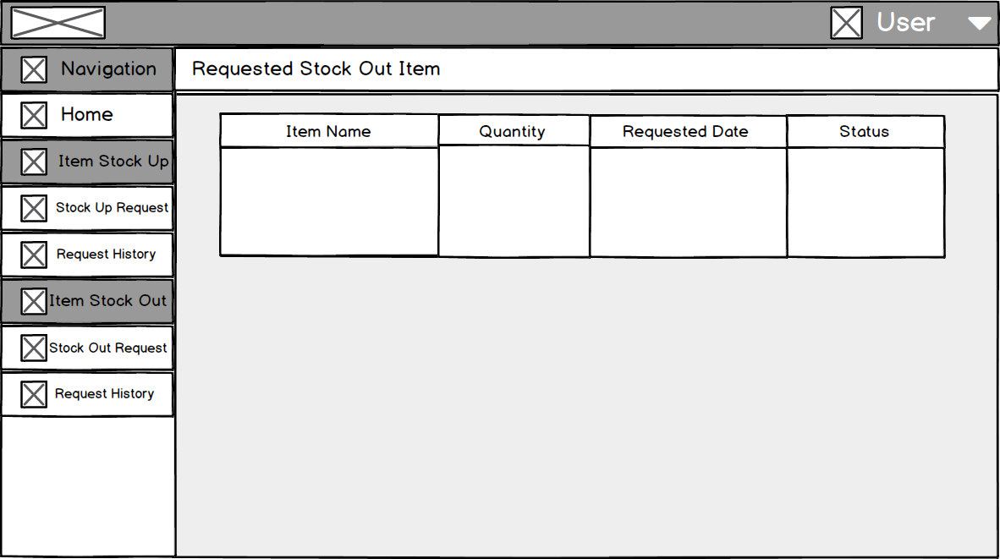 User
Navigation
Requested Stock Out Item
Home
Item Stock Up
Stock Up Request
Request History
Item Stock Out
Stock Out Request
Request History
Item Name
Quantity
Requested Date
Status